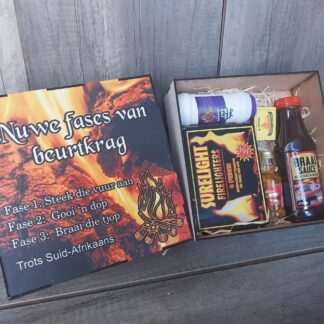 Nuwe fases van
beurtkrag
Fase 1: Steek die vuur aan
Fase 2: Gooi 'n dop
Fase 3: Braai die tjop
Trots Suid-Afrikaans
SURELIGHT
FIRELIGHTERS
BRAAI
SAUCE